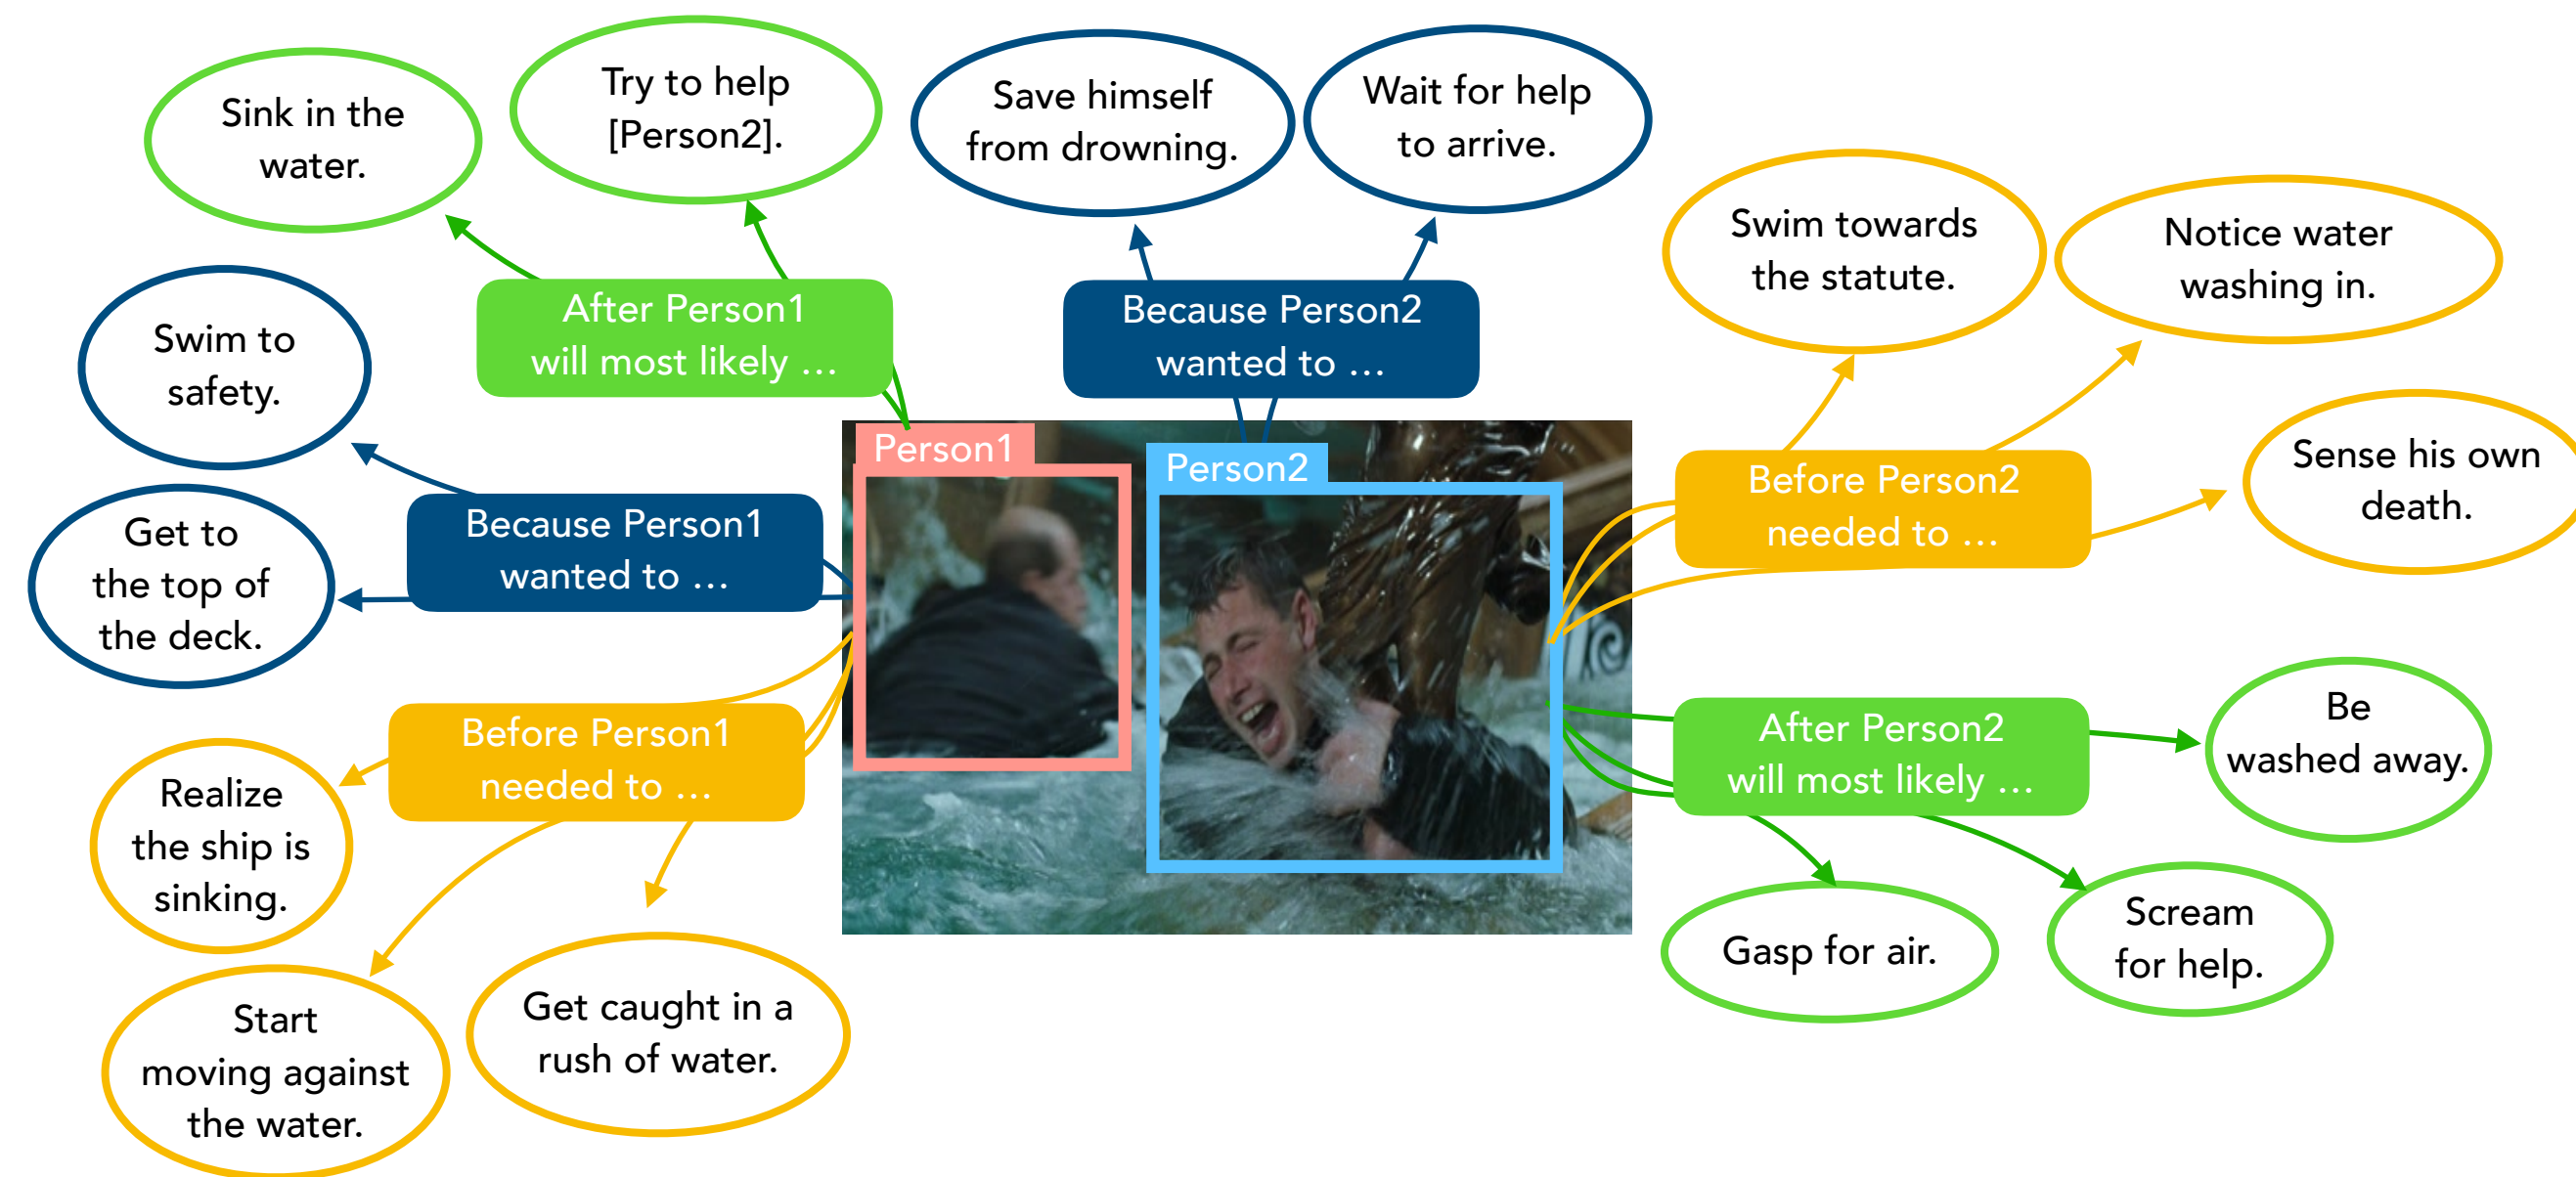 Sink in the
water.
Try to help
[Person2].
Save himself
from drowning.
Wait for help
to arrive.
Swim towards
the statute.
Notice water
washing in.
After Person1
will most likely ...
Because Person2
wanted to ...
Swim to
safety.
Sense his own
death.
Person1
Person2
Before Person2
needed to ...
Because Person1
wanted to ...
Get to
the top of
the deck.
Before Person1
needed to ...
After Person2
will most likely ...
Be
washed away.
Realize
the ship is
sinking.
Gasp for air.
Scream
for help.
Start
moving against
the water.
Get caught in a
rush of water.